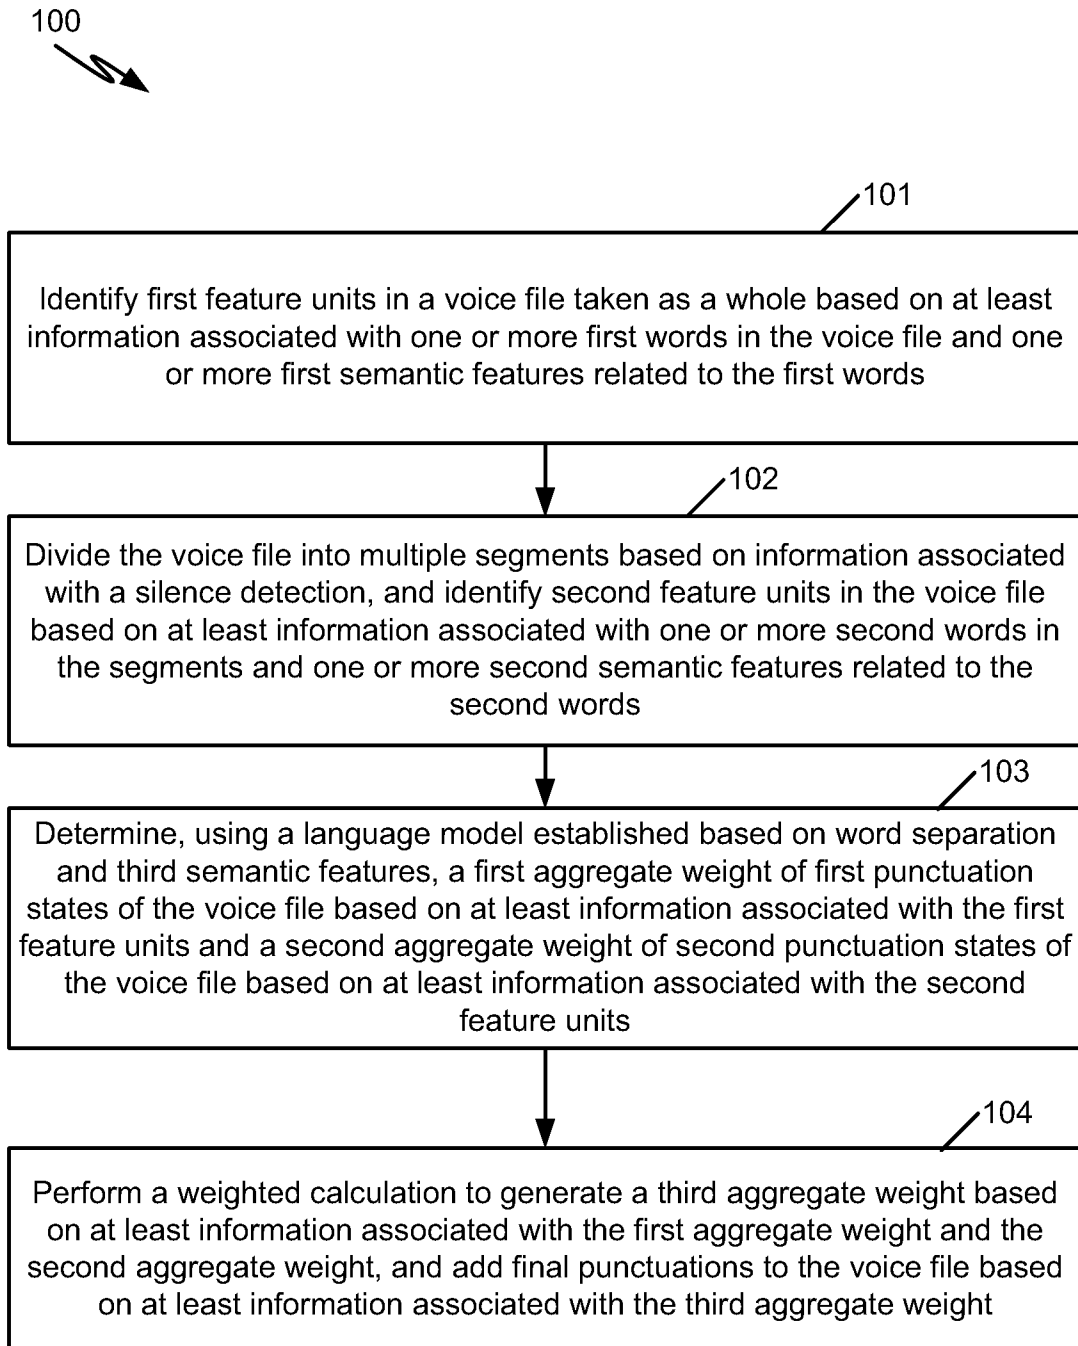 100
101
Identify first feature units in a voice file taken as a whole based on at least
information associated with one or more first words in the voice file and one
or more first semantic features related to the first words
102
Divide the voice file into multiple segments based on information associated
with a silence detection, and identify second feature units in the voice file
based on at least information associated with one or more second words in
the segments and one or more second semantic features related to the
second words
103
Determine, using a language model established based on word separation
and third semantic features, a first aggregate weight of first punctuation
states of the voice file based on at least information associated with the first
feature units and a second aggregate weight of second punctuation states of
the voice file based on at least information associated with the second
feature units
104
Perform a weighted calculation to generate a third aggregate weight based
on at least information associated with the first aggregate weight and the
second aggregate weight, and add final punctuations to the voice file based
on at least information associated with the third aggregate weight